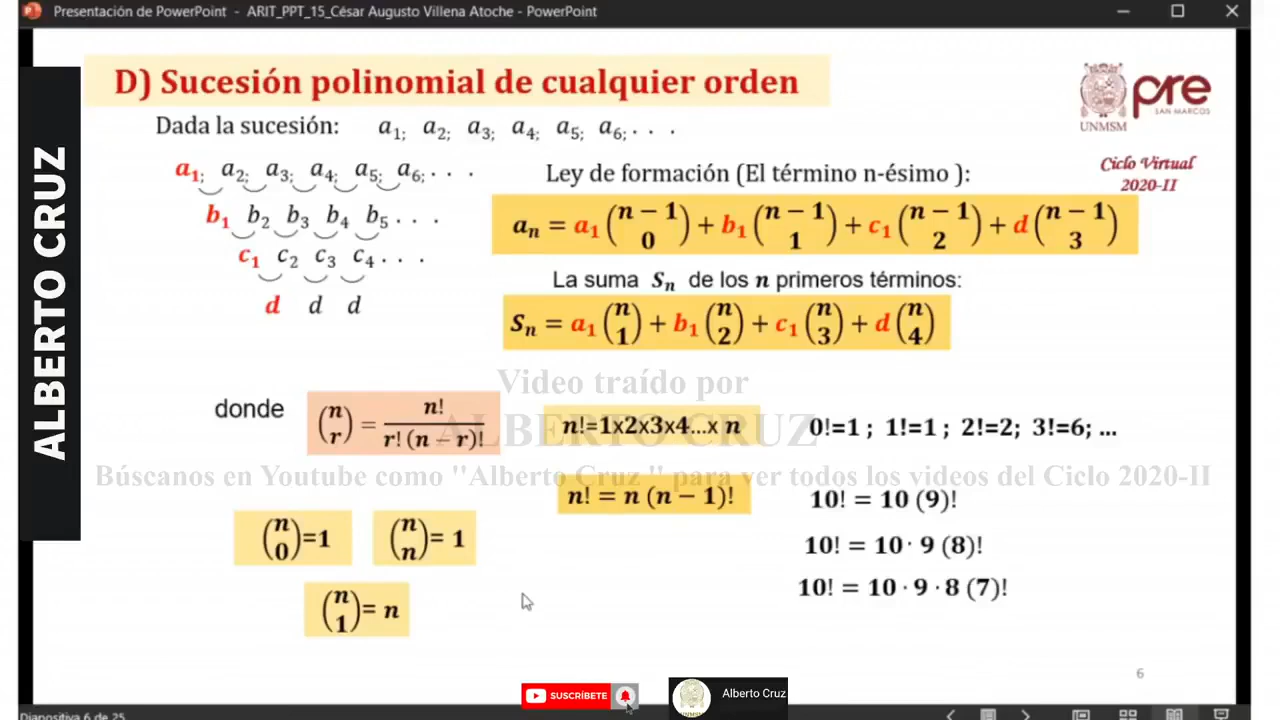 Presentación de PowerPoint - ARIT_PPT_15_César Augusto Villena Atoche - PowerPoint
D) Sucesión polinomial de cualquier orden
Dada la sucesión: a₁; a₂; a₃; a₄; a₅; a₆; . . .
a₁; a₂; a₃; a₄; a₅; a₆; . . .
b₁ b₂ b₃ b₄ b₅ . . .
c₁ c₂ c₃ c₄ . . .
d d d
UNMSM
pre
SAN MARCOS
Ciclo Virtual
2020-II
Ley de formación (El término n-ésimo ):
aₙ = a₁ (n − 1 0) + b₁ (n − 1 1) + c₁ (n − 1 2) + d (n − 1 3)
La suma Sₙ de los n primeros términos:
Sₙ = a₁ (n 1) + b₁ (n 2) + c₁ (n 3) + d (n 4)
ALBERTO CRUZ
Video traído por
ALBERTO CRUZ
Búscanos en Youtube como "Alberto Cruz " para ver todos los videos del Ciclo 2020-II
donde (n r) = n! / r! (n − r)!
n!=1x2x3x4...x n
0!=1 ; 1!=1 ; 2!=2; 3!=6; ...
n! = n (n − 1)!
10! = 10 (9)!
(n 0)=1 (n n)= 1
10! = 10· 9 (8)!
10! = 10 · 9 · 8 (7)!
(n 1)= n
6
SUSCRÍBETE
UNMSM
Alberto Cruz
Diapositiva 6 de 25